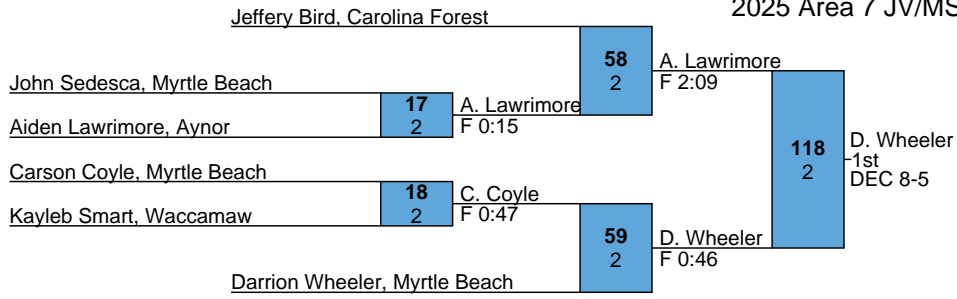 2025 Area 7 JV/MS
Jeffery Bird, Carolina Forest
58
2
A. Lawrimore
F 2:09
John Sedesca, Myrtle Beach
17
2
A. Lawrimore
F 0:15
Aiden Lawrimore, Aynor
118
2
D. Wheeler
1st
DEC 8-5
Carson Coyle, Myrtle Beach
18
2
C. Coyle
F 0:47
Kayleb Smart, Waccamaw
59
2
D. Wheeler
F 0:46
Darrion Wheeler, Myrtle Beach